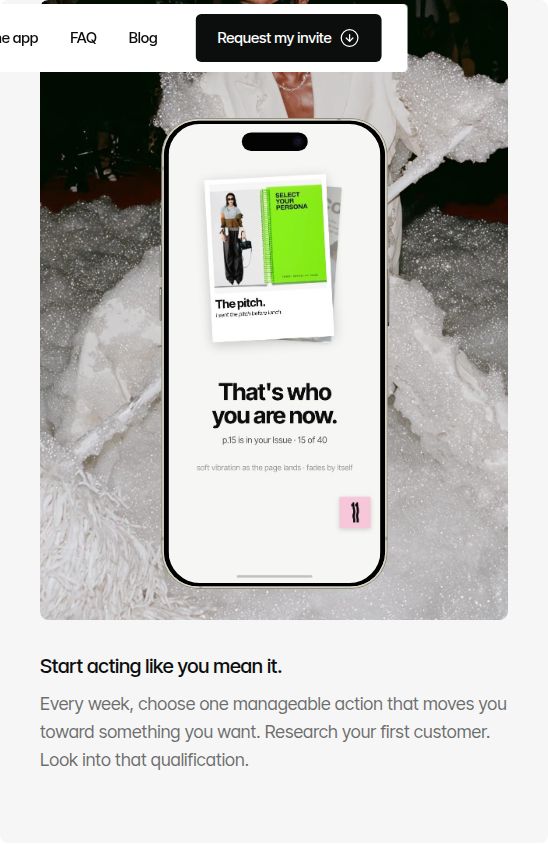 e app
FAQ
Blog
Request my invite
SELECT
YOUR
PERSONA
The pitch.
I want the pitch before lunch.
That's who
you are now.
p.15 is in your Issue · 15 of 40
soft vibration as the page lands · fades by itself
Start acting like you mean it.
Every week, choose one manageable action that moves you
toward something you want. Research your first customer.
Look into that qualification.